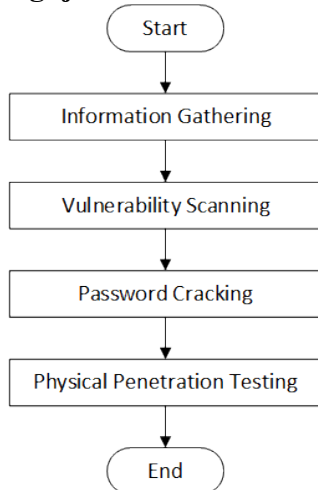 Start
Information Gathering
Vulnerability Scanning
Password Cracking
Physical Penetration Testing
End